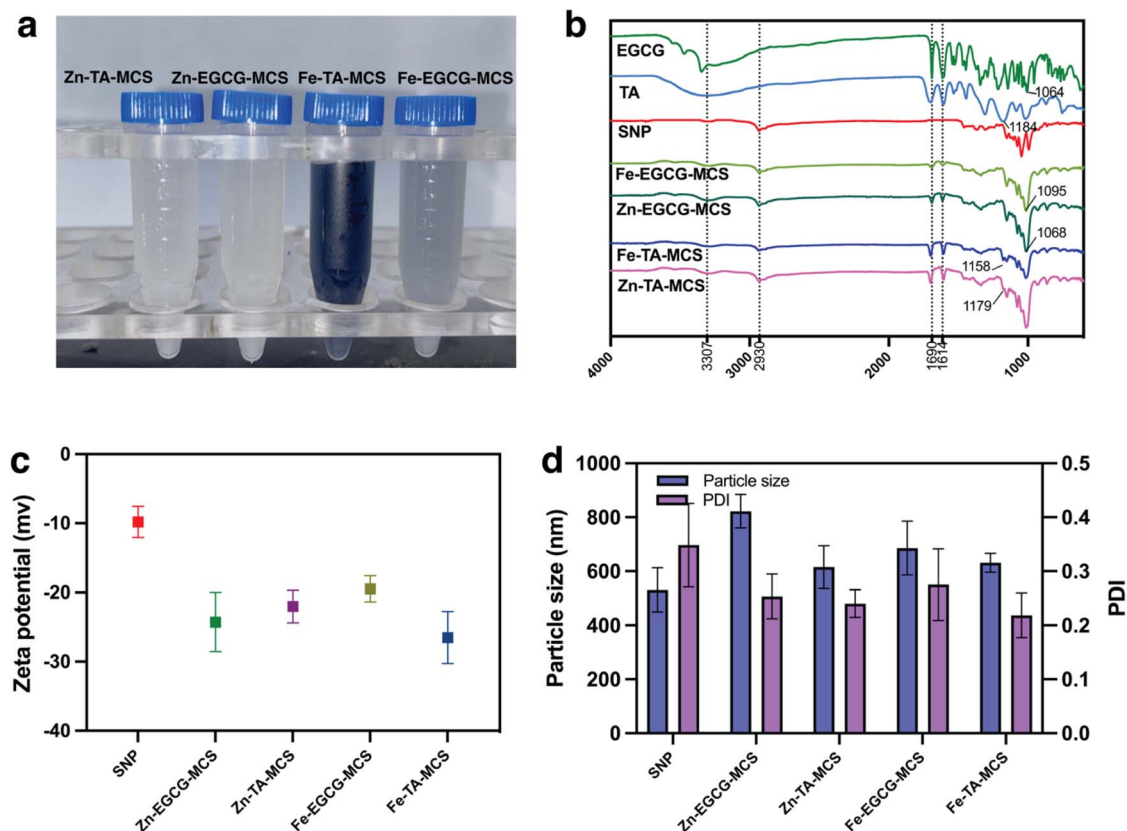 a
Zn-TA-MCS Zn-EGCG-MCS Fe-TA-MCS Fe-EGCG-MCS
b
EGCG
1064
TA
1184
SNP
Fe-EGCG-MCS
1095
Zn-EGCG-MCS
1068
Fe-TA-MCS
1158
Zn-TA-MCS
1179
4000 3307 3000 2930 2000 1690 1614 1000
c
Zeta potential (mv)
0
-10
-20
-30
-40
SNP Zn-EGCG-MCS Zn-TA-MCS Fe-EGCG-MCS Fe-TA-MCS
d
Particle size (nm)
1000
800
600
400
200
0
Particle size
PDI
0.5
0.4
0.3
0.2
0.1
0.0
PDI
SNP Zn-EGCG-MCS Zn-TA-MCS Fe-EGCG-MCS Fe-TA-MCS